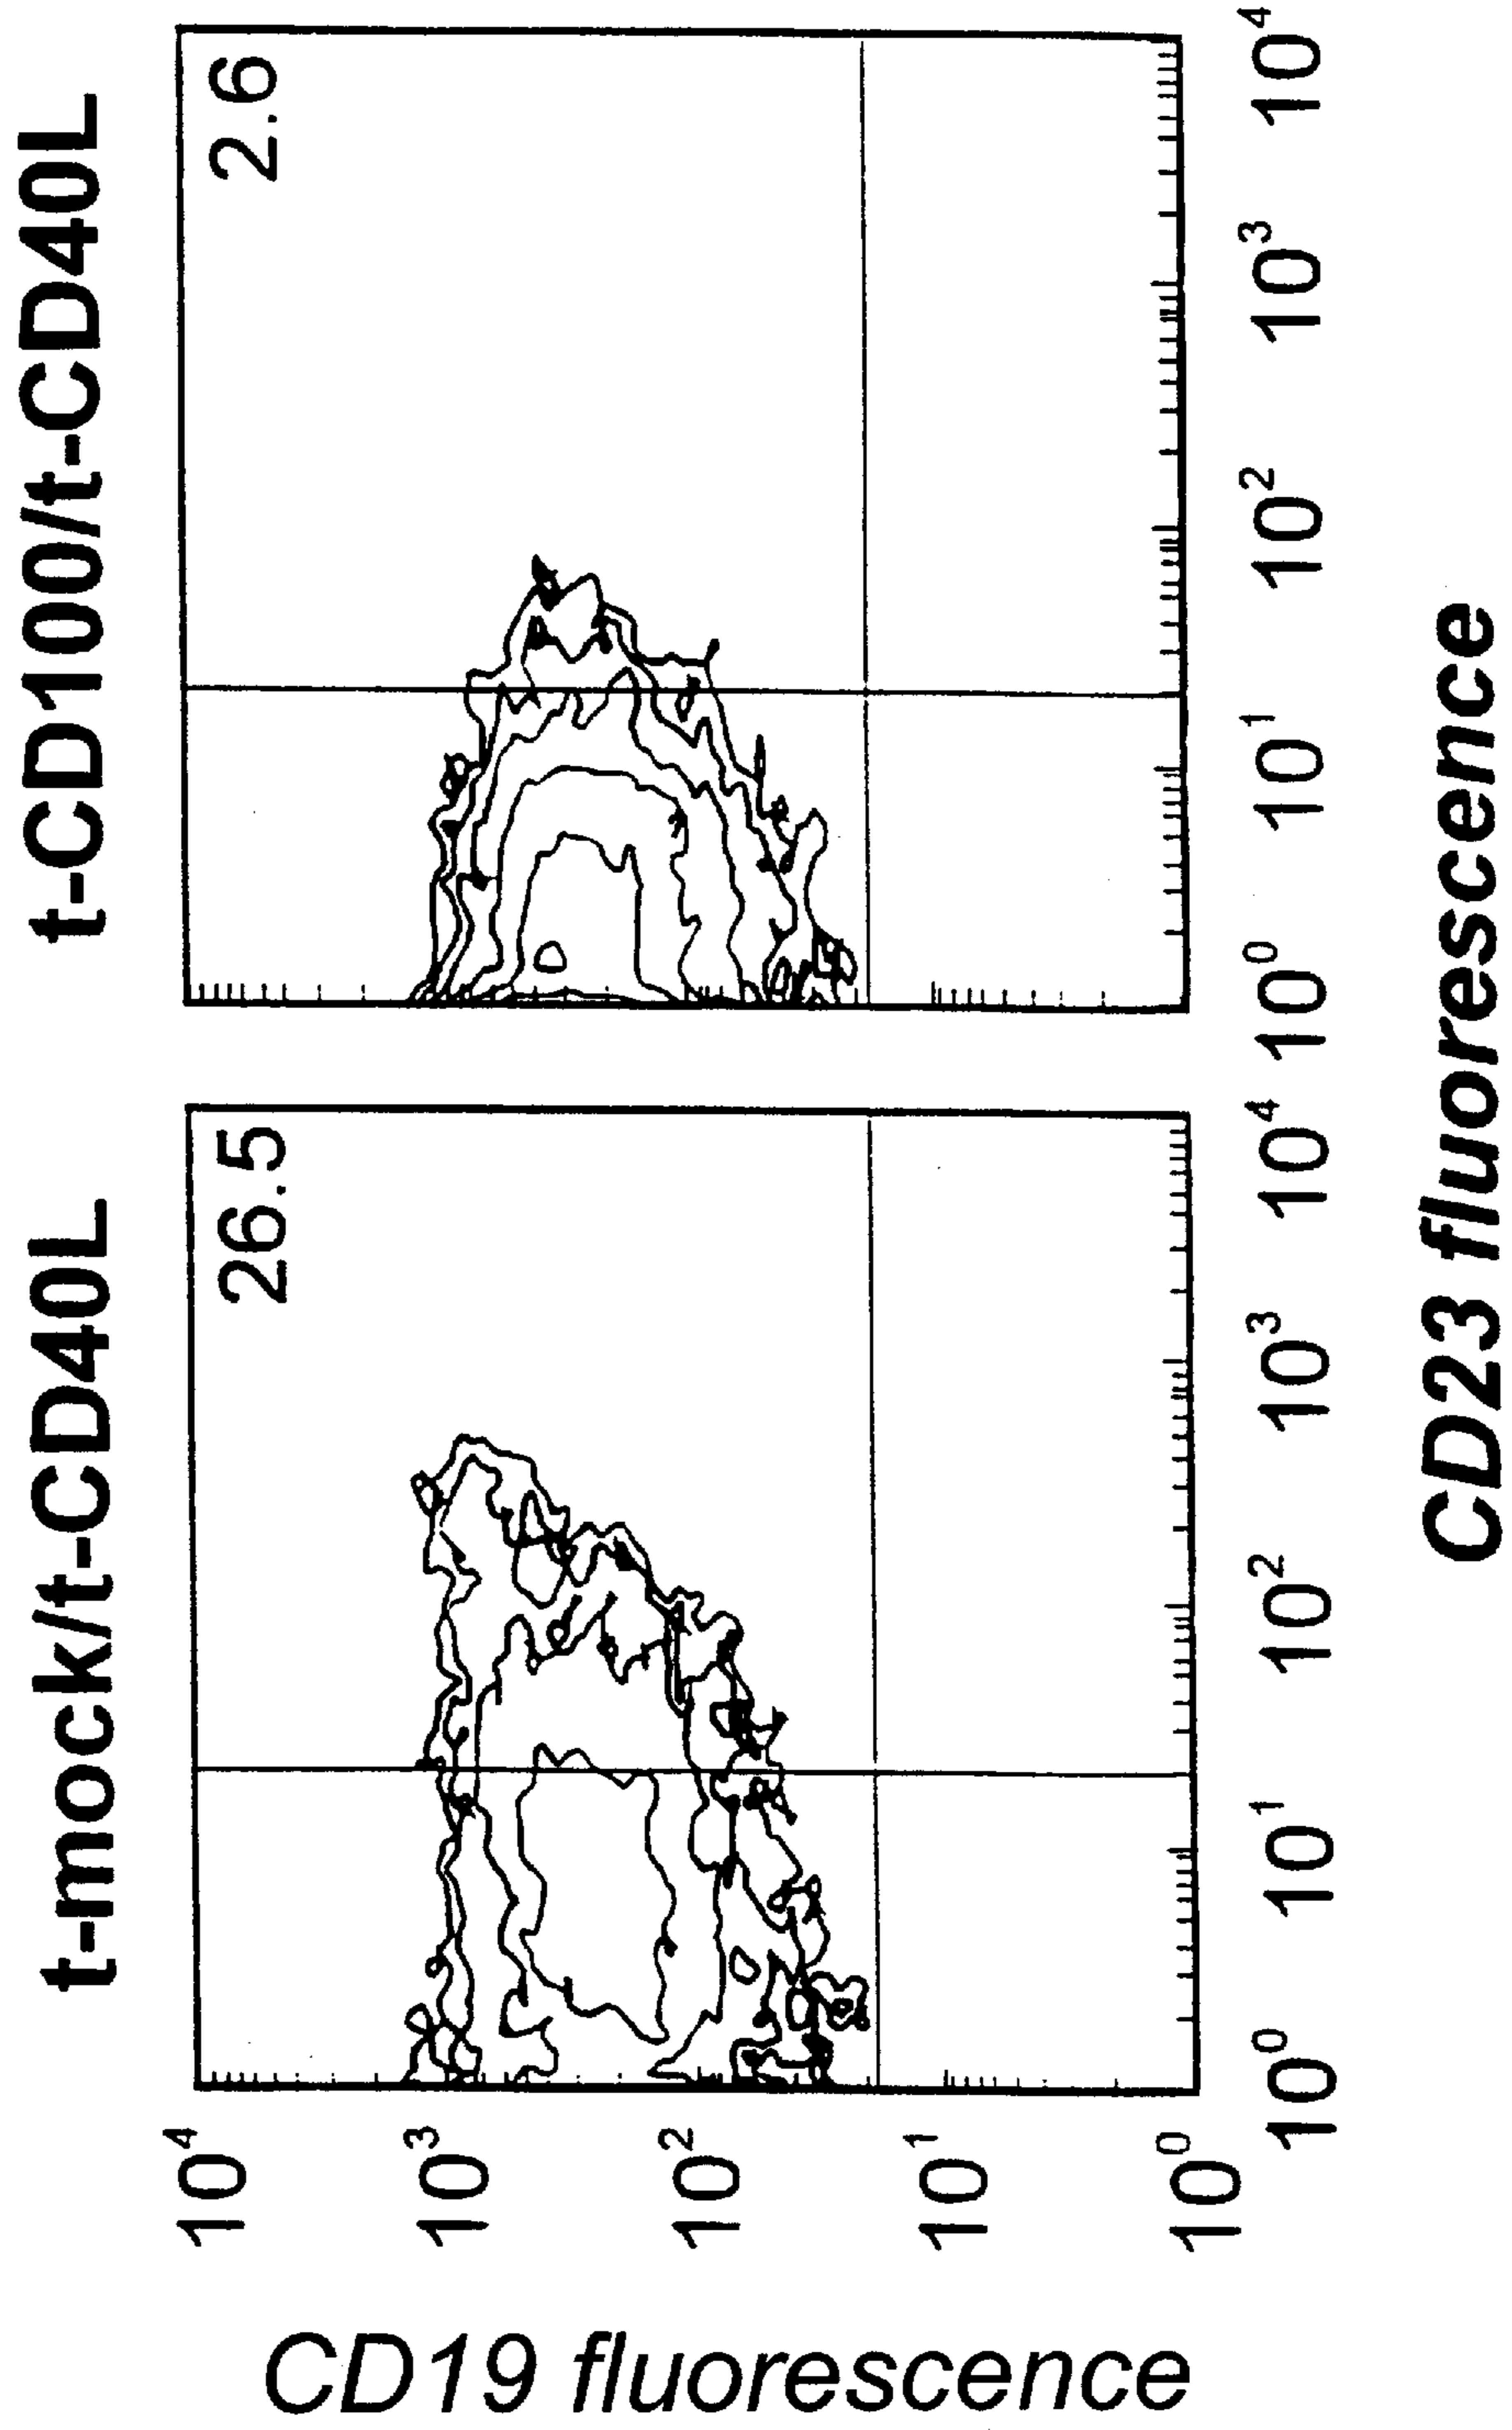 t-mock/t-CD40L
t-CD100/t-CD40L
26.5
2.6
10⁴
10³
10²
10¹
10⁰
CD19 fluorescence
10⁰ 10¹ 10² 10³ 10⁴
10⁰ 10¹ 10² 10³ 10⁴
CD23 fluorescence